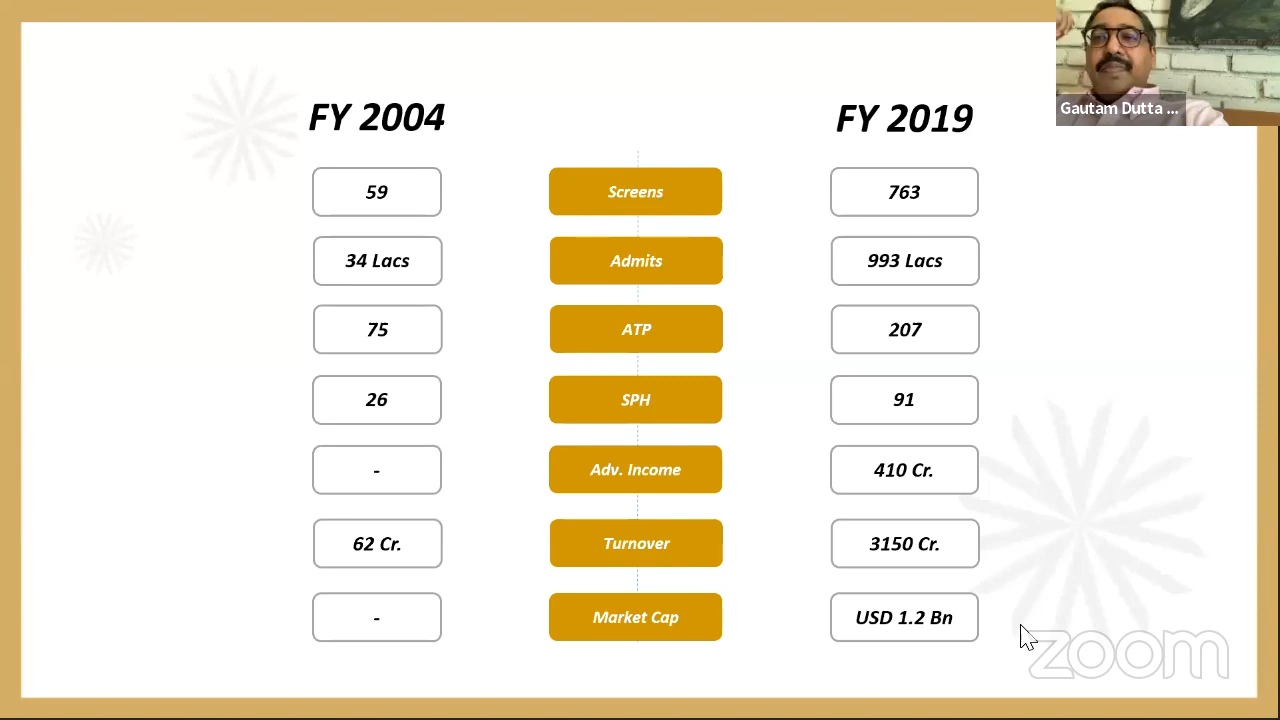 FY 2004
FY 2019
Gautam Dutta ...
59
Screens
763
34 Lacs
Admits
993 Lacs
75
ATP
207
26
SPH
91
-
Adv. Income
410 Cr.
62 Cr.
Turnover
3150 Cr.
-
Market Cap
USD 1.2 Bn
zoom